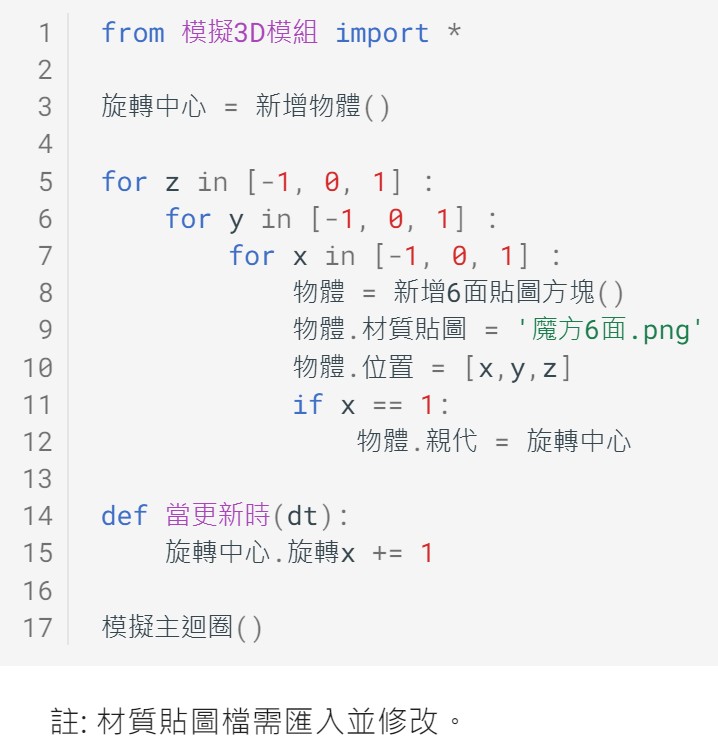 1 from 模擬3D模組 import *
2
3 旋轉中心 = 新增物體()
4
5 for z in [-1, 0, 1] :
6     for y in [-1, 0, 1] :
7         for x in [-1, 0, 1] :
8             物體 = 新增6面貼圖方塊()
9             物體.材質貼圖 = '魔方6面.png'
10             物體.位置 = [x,y,z]
11             if x == 1:
12                 物體.親代 = 旋轉中心
13
14 def 當更新時(dt):
15     旋轉中心.旋轉x += 1
16
17 模擬主迴圈()
註: 材質貼圖檔需匯入並修改。